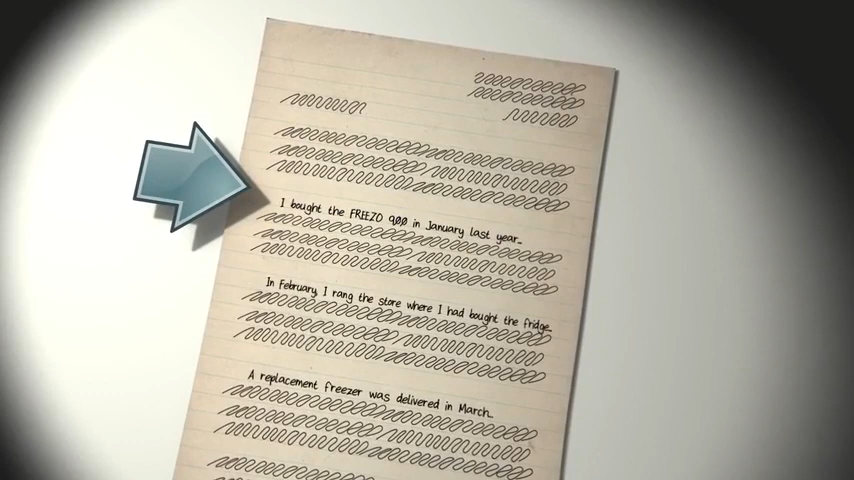 I bought the FREEZO 900 in January last year...
In February, I rang the store where I had bought the fridge...
A replacement freezer was delivered in March...